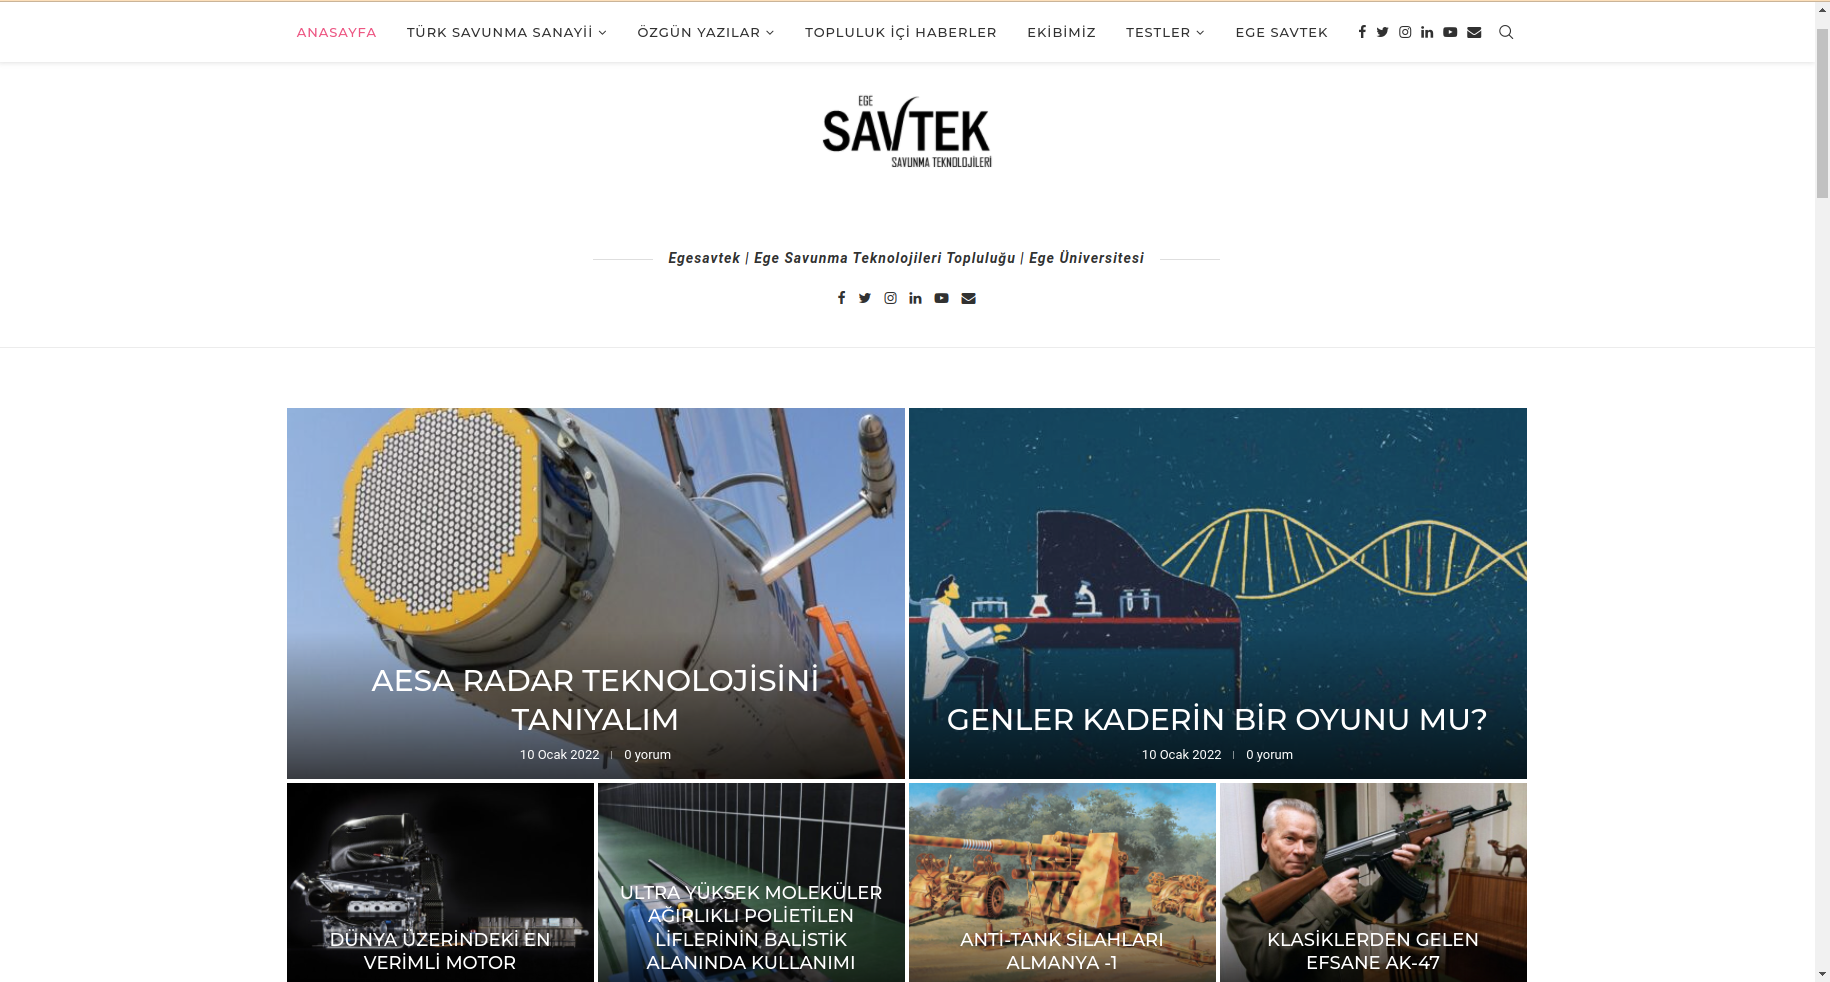 ANASAYFA TÜRK SAVUNMA SANAYİİ ÖZGÜN YAZILAR TOPLULUK İÇİ HABERLER EKİBİMİZ TESTLER EGE SAVTEK
EGE
SAVTEK
SAVUNMA TEKNOLOJİLERİ
Egesavtek | Ege Savunma Teknolojileri Topluluğu | Ege Üniversitesi
AESA RADAR TEKNOLOJİSİNİ
TANIYALIM
10 Ocak 2022 0 yorum
GENLER KADERİN BİR OYUNU MU?
10 Ocak 2022 0 yorum
DÜNYA ÜZERİNDEKİ EN
VERİMLİ MOTOR
ULTRA YÜKSEK MOLEKÜLER
AĞIRLIKLI POLİETİLEN
LİFLERİNİN BALİSTİK
ALANINDA KULLANIMI
ANTİ-TANK SİLAHLARI
ALMANYA -1
KLASİKLERDEN GELEN
EFSANE AK-47